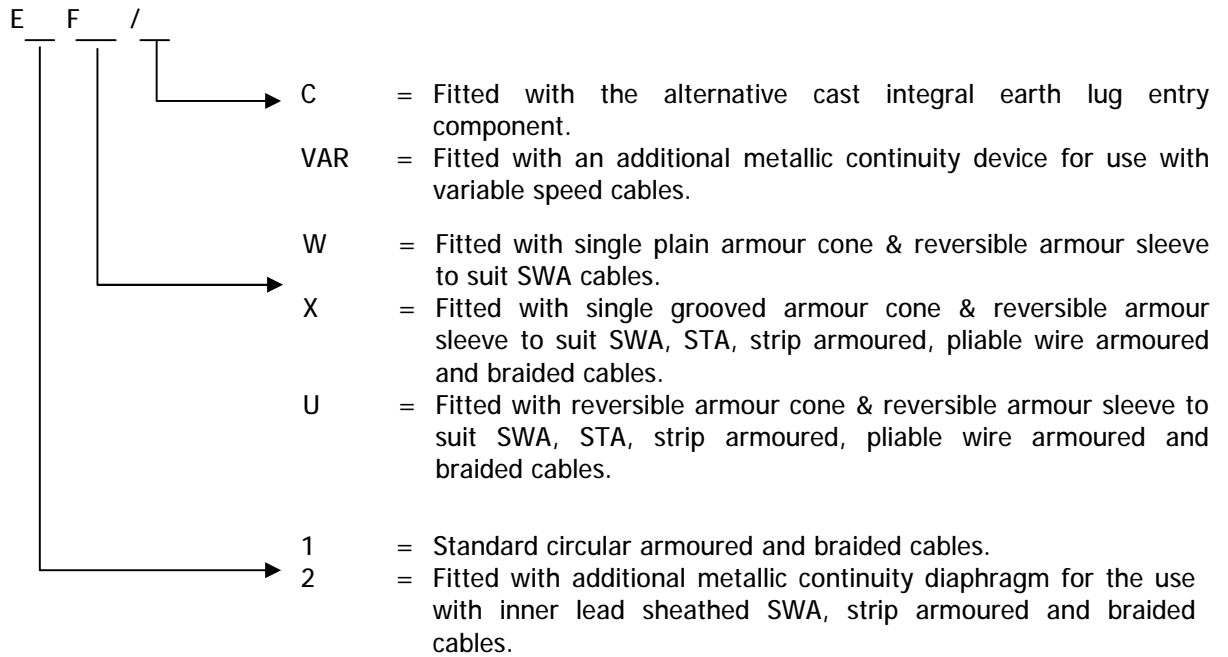 E__ F__ /__
C = Fitted with the alternative cast integral earth lug entry
component.
VAR = Fitted with an additional metallic continuity device for use with
variable speed cables.
W = Fitted with single plain armour cone & reversible armour sleeve
to suit SWA cables.
X = Fitted with single grooved armour cone & reversible armour
sleeve to suit SWA, STA, strip armoured, pliable wire armoured
and braided cables.
U = Fitted with reversible armour cone & reversible armour sleeve to
suit SWA, STA, strip armoured, pliable wire armoured and
braided cables.
1 = Standard circular armoured and braided cables.
2 = Fitted with additional metallic continuity diaphragm for the use
with inner lead sheathed SWA, strip armoured and braided
cables.